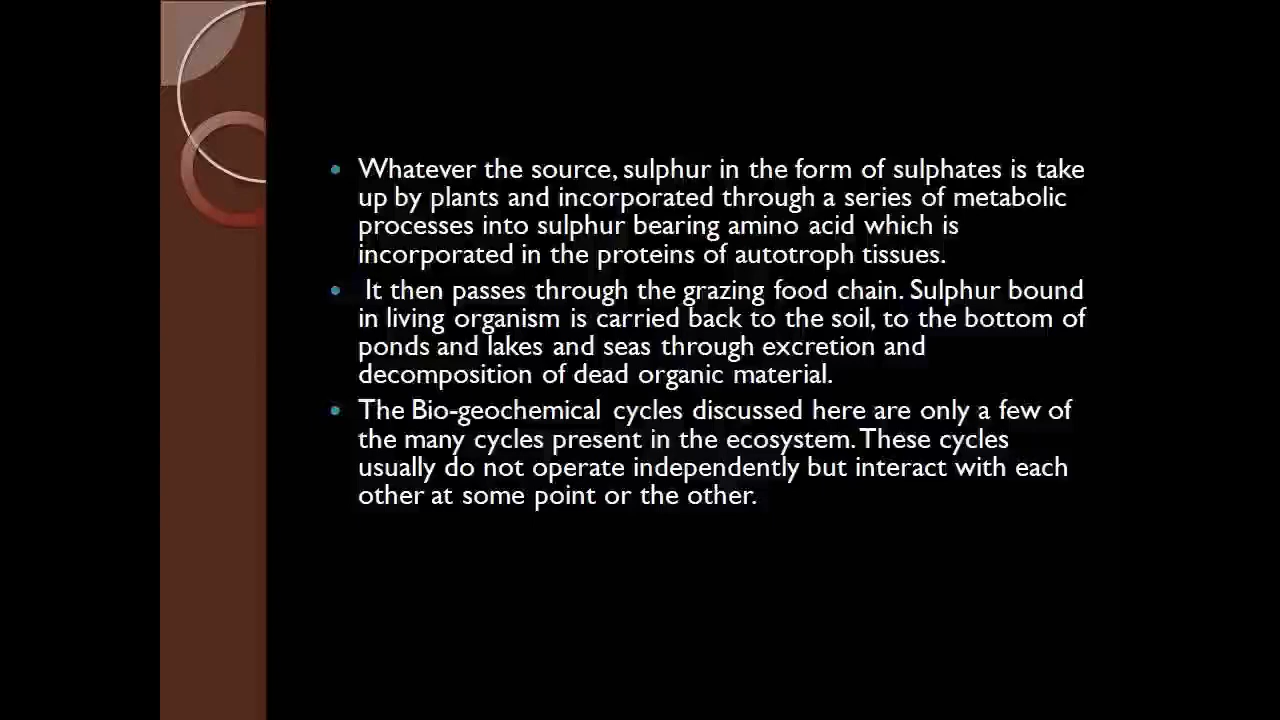 • Whatever the source, sulphur in the form of sulphates is take
up by plants and incorporated through a series of metabolic
processes into sulphur bearing amino acid which is
incorporated in the proteins of autotroph tissues.
• It then passes through the grazing food chain. Sulphur bound
in living organism is carried back to the soil, to the bottom of
ponds and lakes and seas through excretion and
decomposition of dead organic material.
• The Bio-geochemical cycles discussed here are only a few of
the many cycles present in the ecosystem. These cycles
usually do not operate independently but interact with each
other at some point or the other.